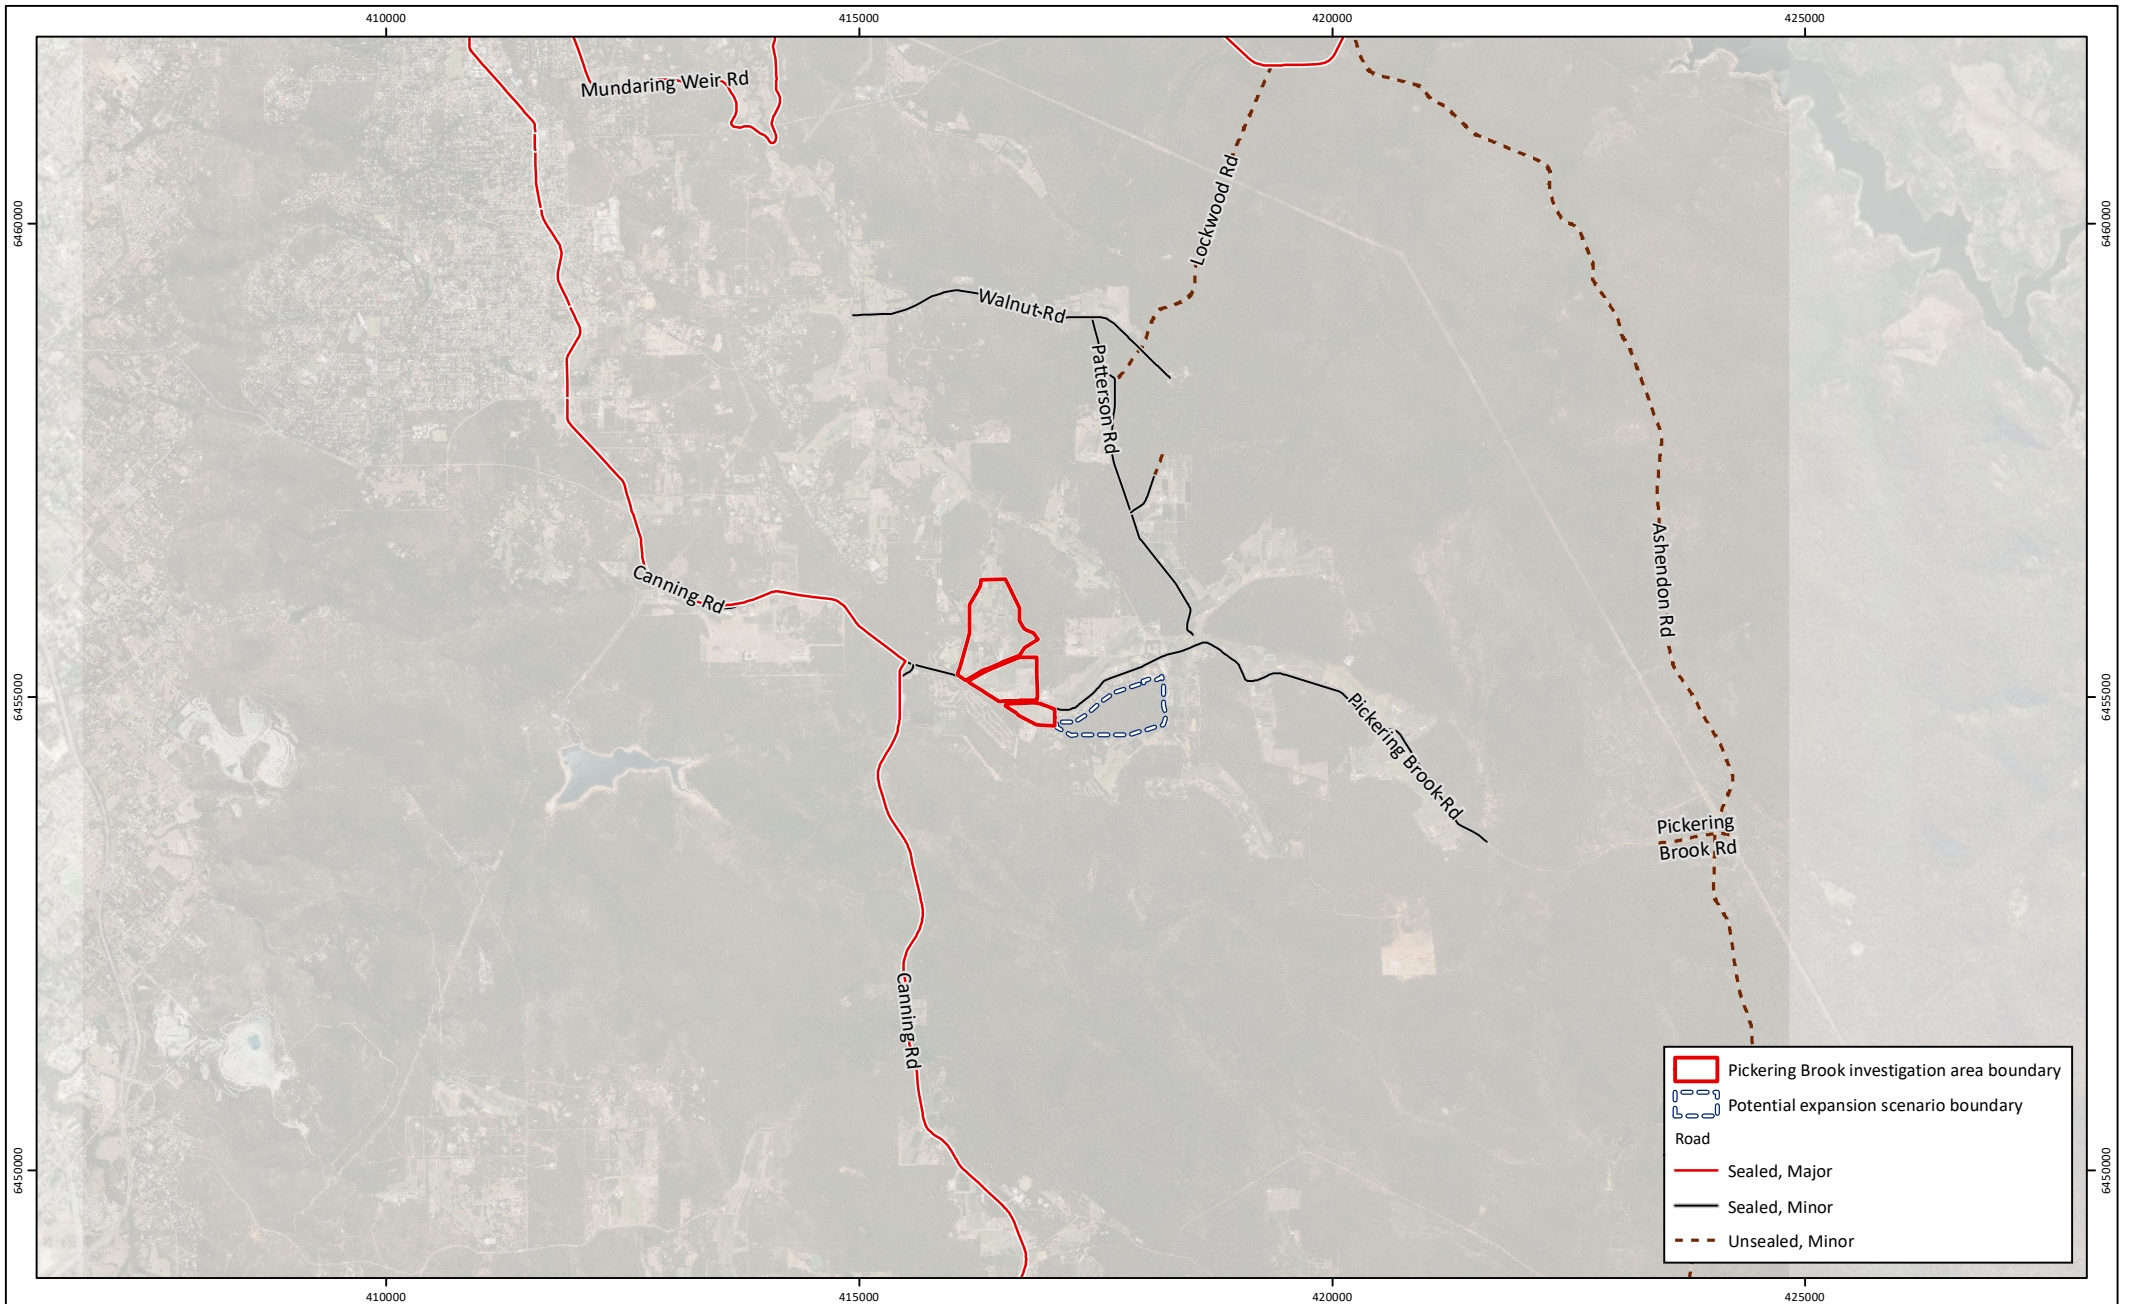 410000
415000
420000
425000
Mundaring Weir Rd
Lockwood Rd
6460000
6460000
Walnut Rd
Patterson Rd
Ashendon Rd
Canning Rd
6455000
6455000
Pickering Brook Rd
Pickering
Brook Rd
Canning Rd
Pickering Brook investigation area boundary
Potential expansion scenario boundary
Road
Sealed, Major
Sealed, Minor
Unsealed, Minor
6450000
6450000
410000
415000
420000
425000